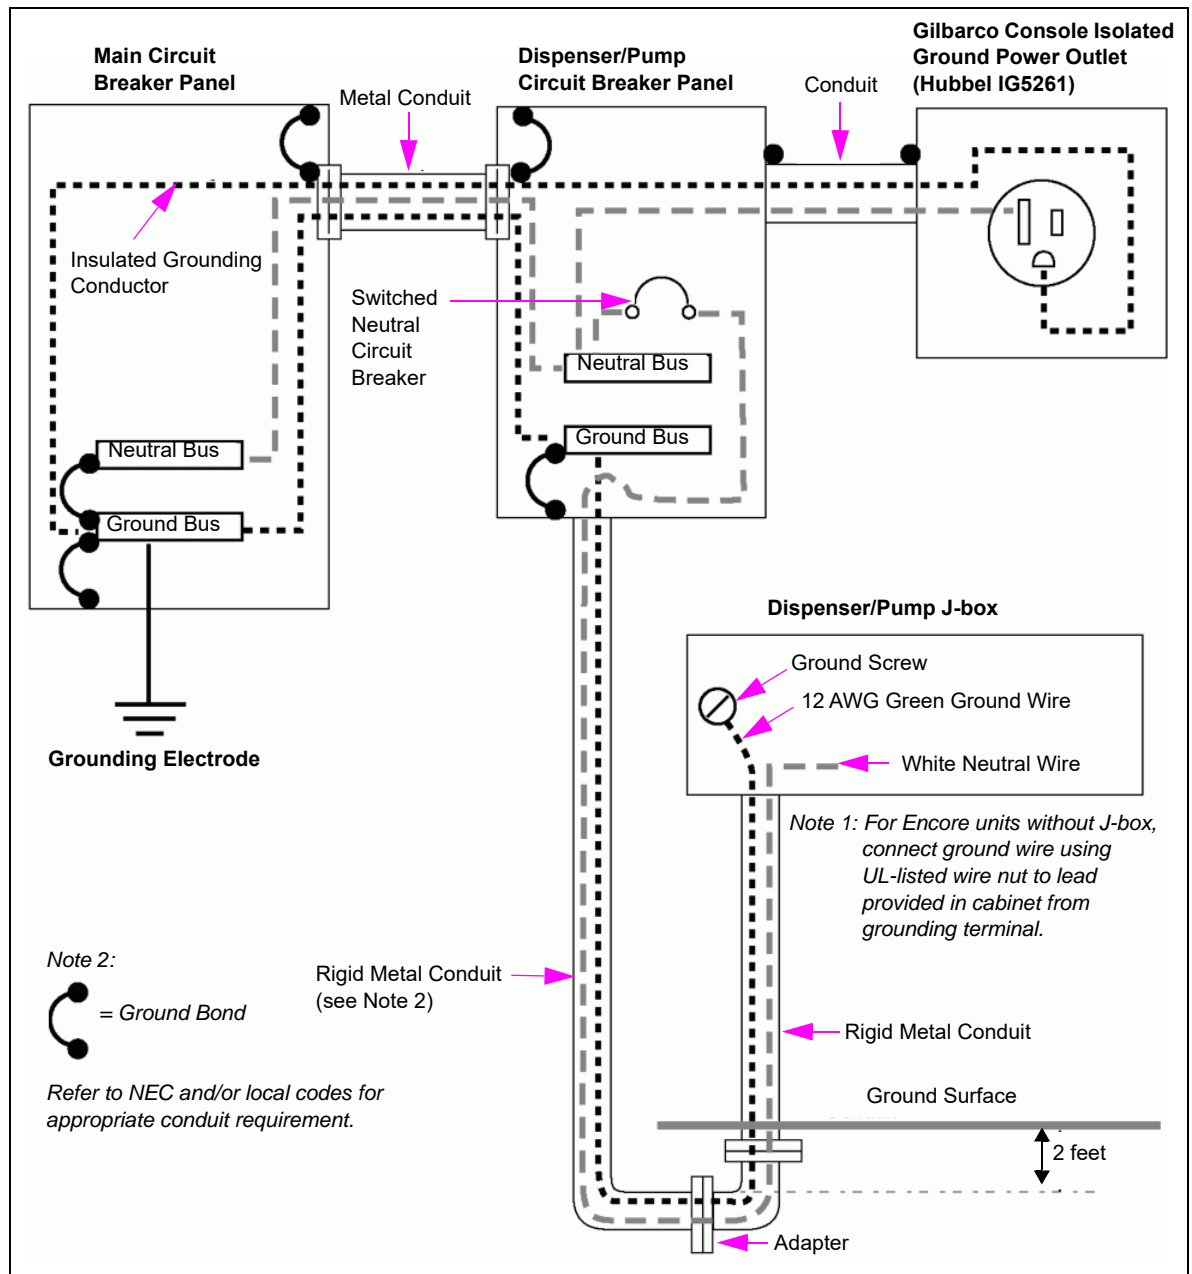 Main Circuit
Breaker Panel
Dispenser/Pump
Circuit Breaker Panel
Gilbarco Console Isolated
Ground Power Outlet
(Hubbel IG5261)
Metal Conduit
Conduit
Insulated Grounding
Conductor
Switched
Neutral
Circuit
Breaker
Neutral Bus
Ground Bus
Neutral Bus
Ground Bus
Grounding Electrode
Dispenser/Pump J-box
Ground Screw
12 AWG Green Ground Wire
White Neutral Wire
Note 1: For Encore units without J-box,
connect ground wire using
UL-listed wire nut to lead
provided in cabinet from
grounding terminal.
Note 2:
= Ground Bond
Refer to NEC and/or local codes for
appropriate conduit requirement.
Rigid Metal Conduit
(see Note 2)
Rigid Metal Conduit
Ground Surface
2 feet
Adapter